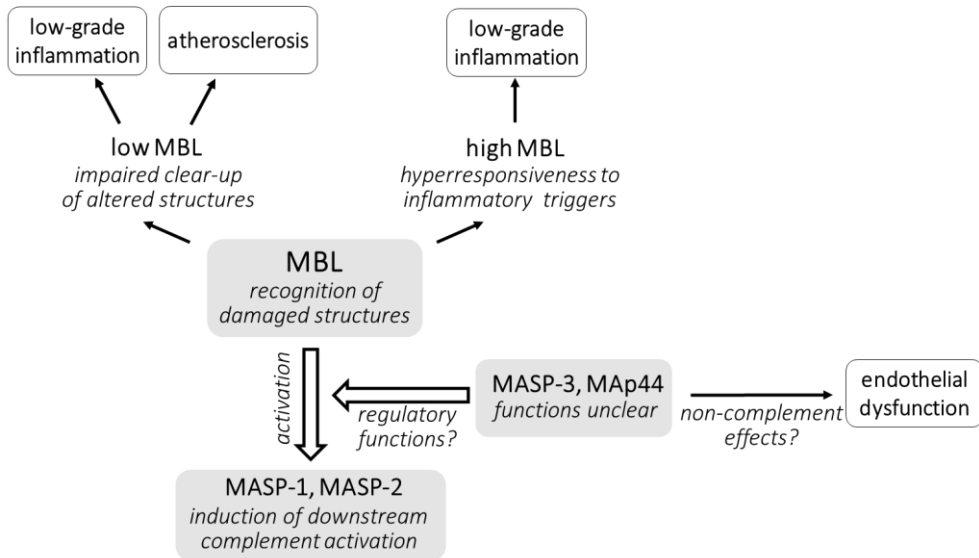 low-grade
inflammation
atherosclerosis
low-grade
inflammation
low MBL
impaired clear-up
of altered structures
high MBL
hyperresponsiveness to
inflammatory triggers
MBL
recognition of
damaged structures
activation
regulatory
functions?
MASP-3, MAp44
functions unclear
non-complement
effects?
endothelial
dysfunction
MASP-1, MASP-2
induction of downstream
complement activation